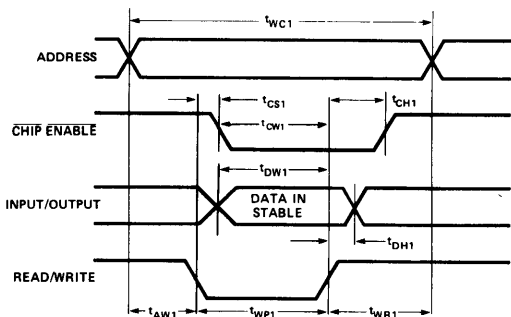 tWC1
ADDRESS
tCS1
tCH1
CHIP ENABLE
tCW1
tDW1
INPUT/OUTPUT
DATA IN
STABLE
tDH1
READ/WRITE
tAW1
tWP1
tWR1